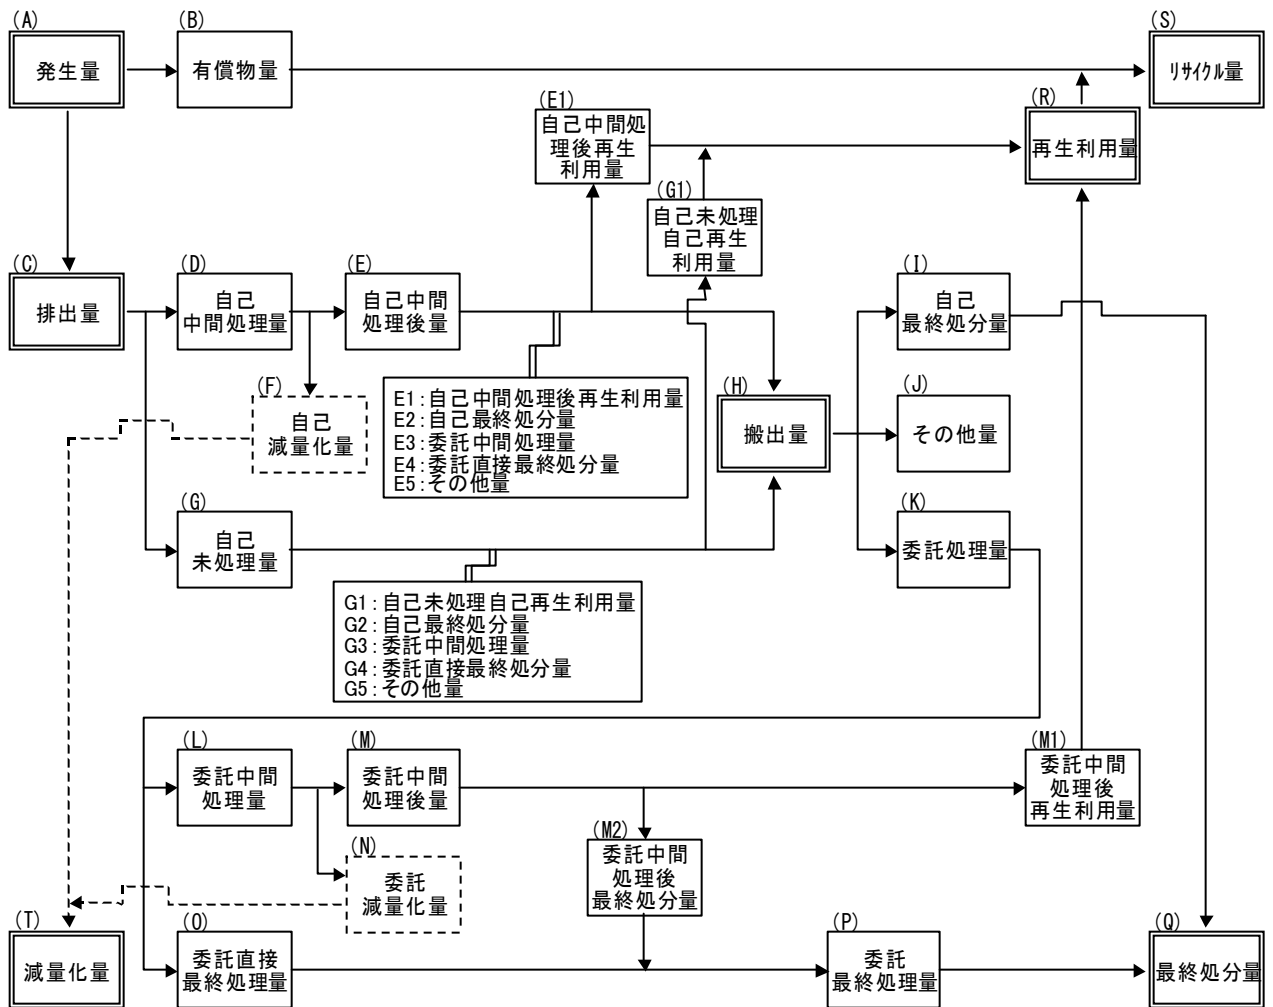 (A)
発生量
(B)
有償物量
(S)
ﾘｻｲｸﾙ量
(E1)
自己中間処
理後再生
利用量
(R)
再生利用量
(G1)
自己未処理
自己再生
利用量
(C)
排出量
(D)
自己
中間処理量
(E)
自己中間
処理後量
(I)
自己
最終処分量
(F)
自己
減量化量
E1:自己中間処理後再生利用量
E2:自己最終処分量
E3:委託中間処理量
E4:委託直接最終処分量
E5:その他量
(H)
搬出量
(J)
その他量
(G)
自己
未処理量
(K)
委託処理量
G1:自己未処理自己再生利用量
G2:自己最終処分量
G3:委託中間処理量
G4:委託直接最終処分量
G5:その他量
(L)
委託中間
処理量
(M)
委託中間
処理後量
(M1)
委託中間
処理後
再生利用量
(M2)
委託中間
処理後
最終処分量
(N)
委託
減量化量
(T)
減量化量
(O)
委託直接
最終処理量
(P)
委託
最終処理量
(Q)
最終処分量